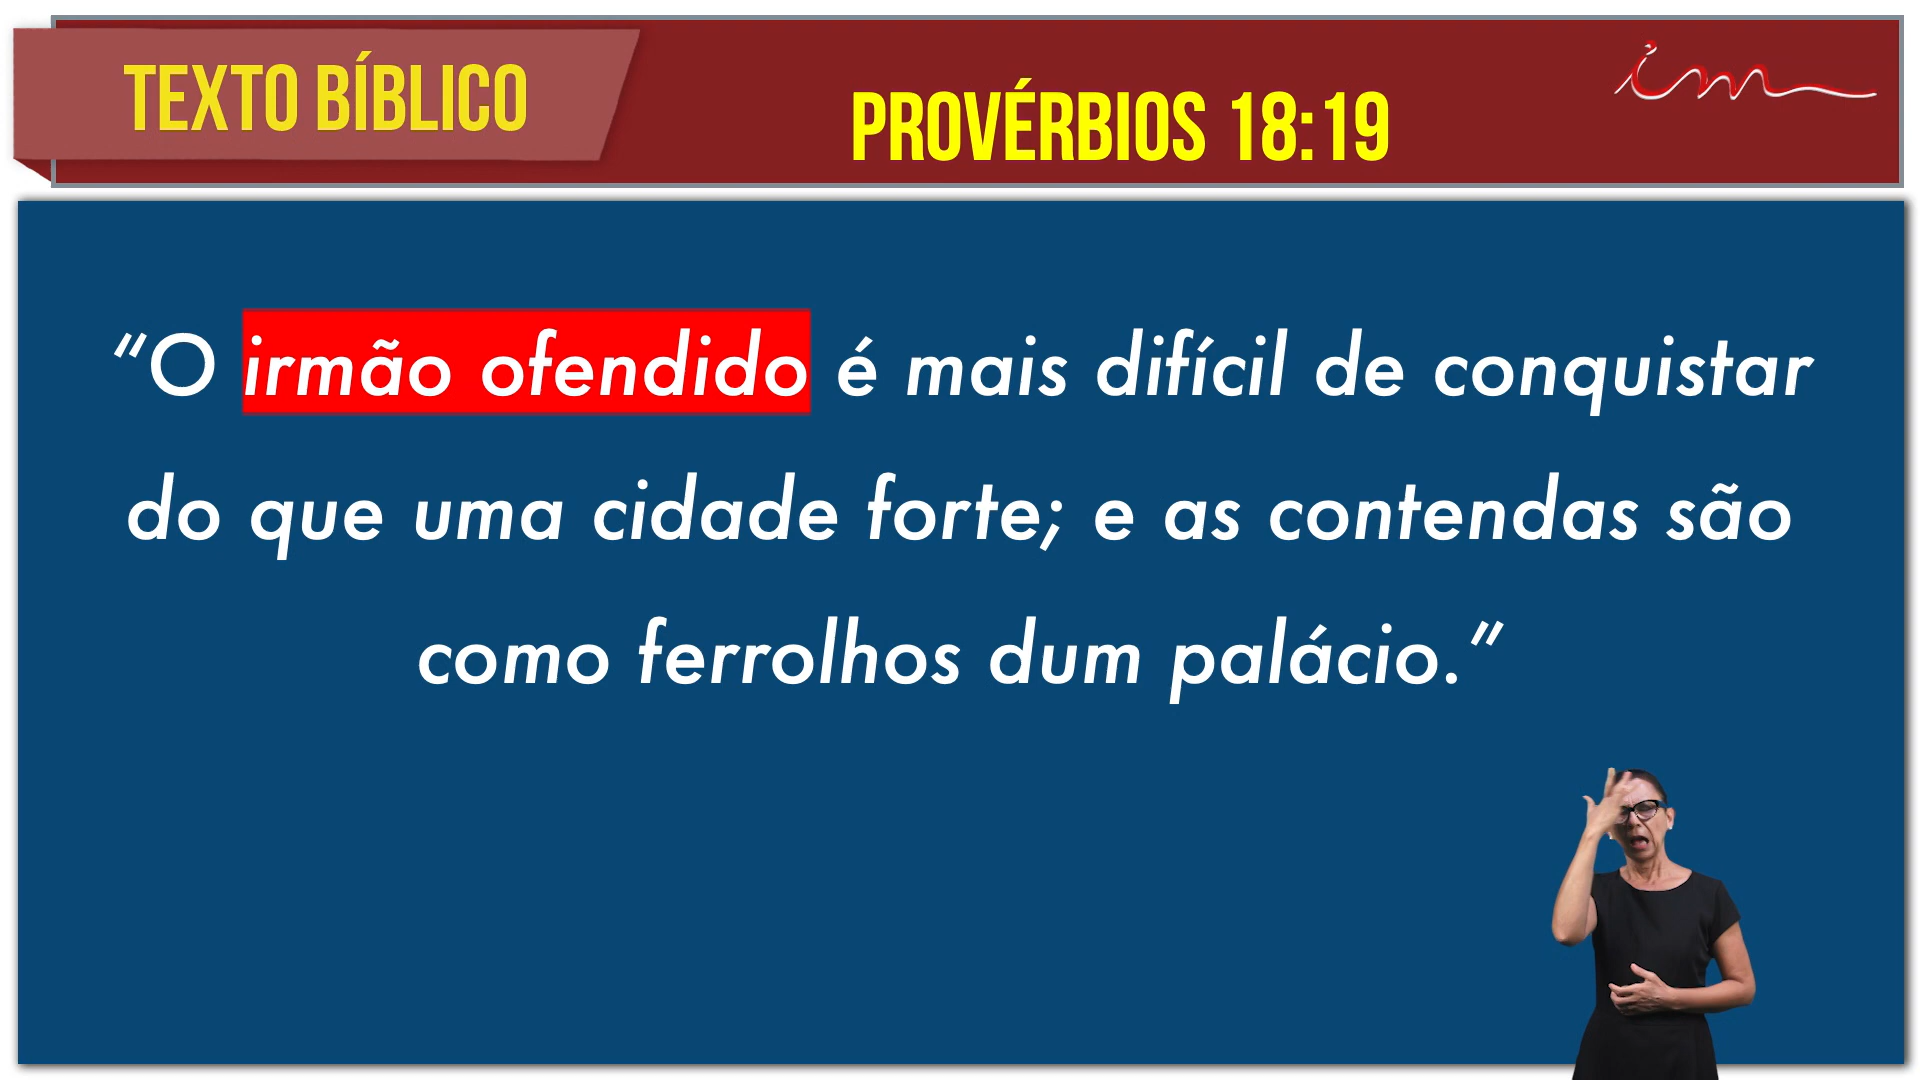 TEXTO BÍBLICO
PROVÉRBIOS 18:19
im
“O irmão ofendido é mais difícil de conquistar
do que uma cidade forte; e as contendas são
como ferrolhos dum palácio.”